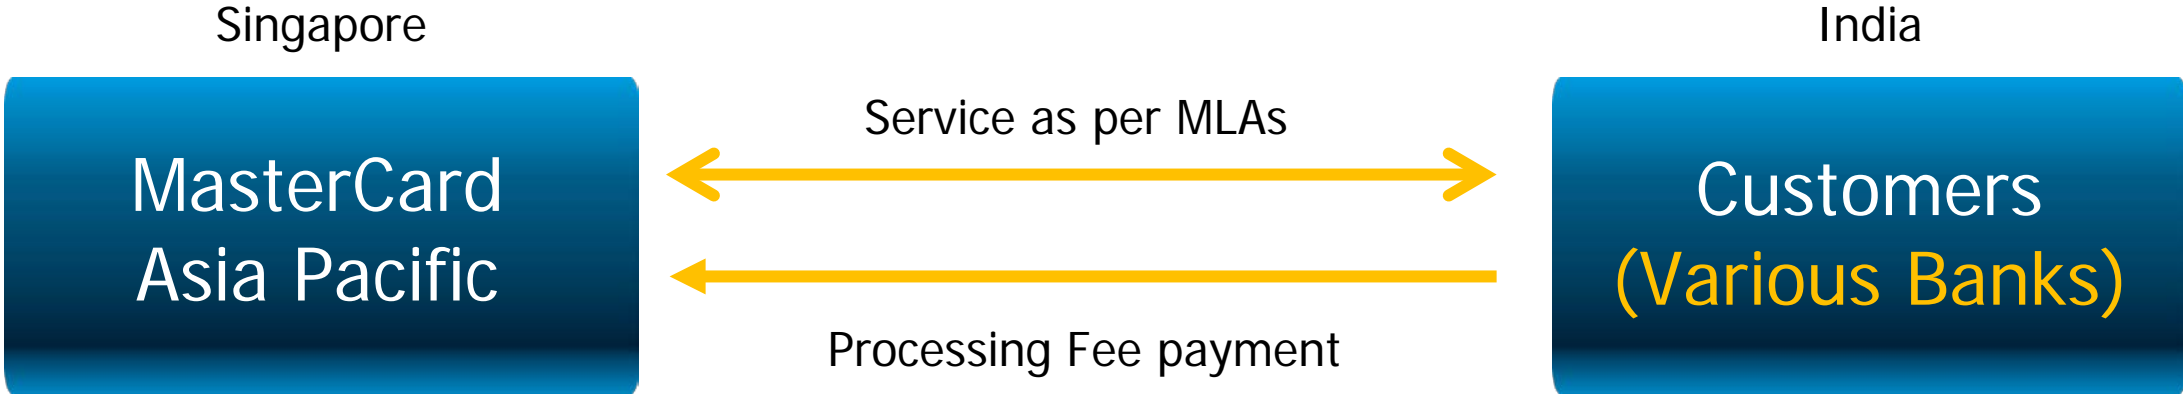 Singapore
India
Service as per MLAs
MasterCard
Asia Pacific
Customers
(Various Banks)
Processing Fee payment